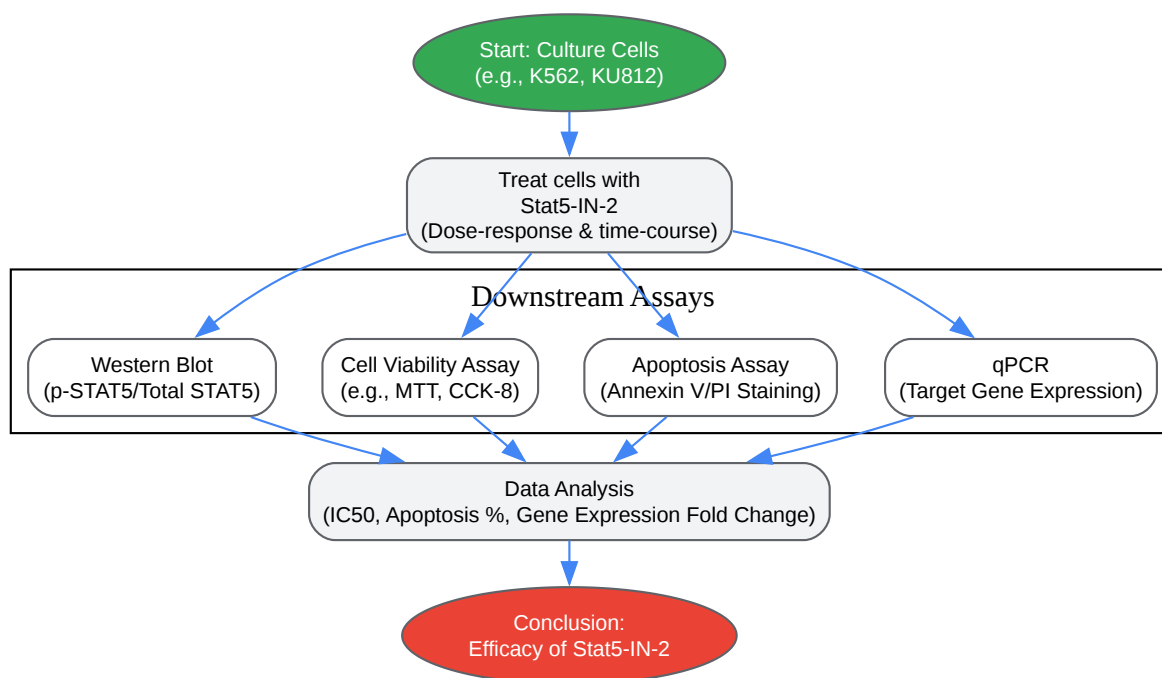 Start: Culture Cells
(e.g., K562, KU812)
Treat cells with
Stat5-IN-2
(Dose-response & time-course)
Downstream Assays
Western Blot
(p-STAT5/Total STAT5)
Cell Viability Assay
(e.g., MTT, CCK-8)
Apoptosis Assay
(Annexin V/PI Staining)
qPCR
(Target Gene Expression)
Data Analysis
(IC50, Apoptosis %, Gene Expression Fold Change)
Conclusion:
Efficacy of Stat5-IN-2